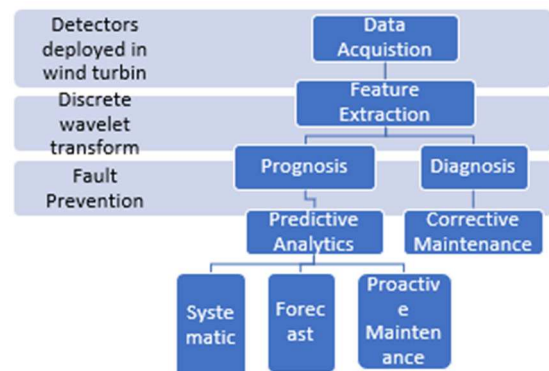 Detectors
deployed in
wind turbin
Data
Acquistion
Discrete
wavelet
transform
Feature
Extraction
Fault
Prevention
Prognosis
Diagnosis
Predictive
Analytics
Corrective
Maintenance
Syste
matic
Forec
ast
Proactiv
e
Mainten
ance